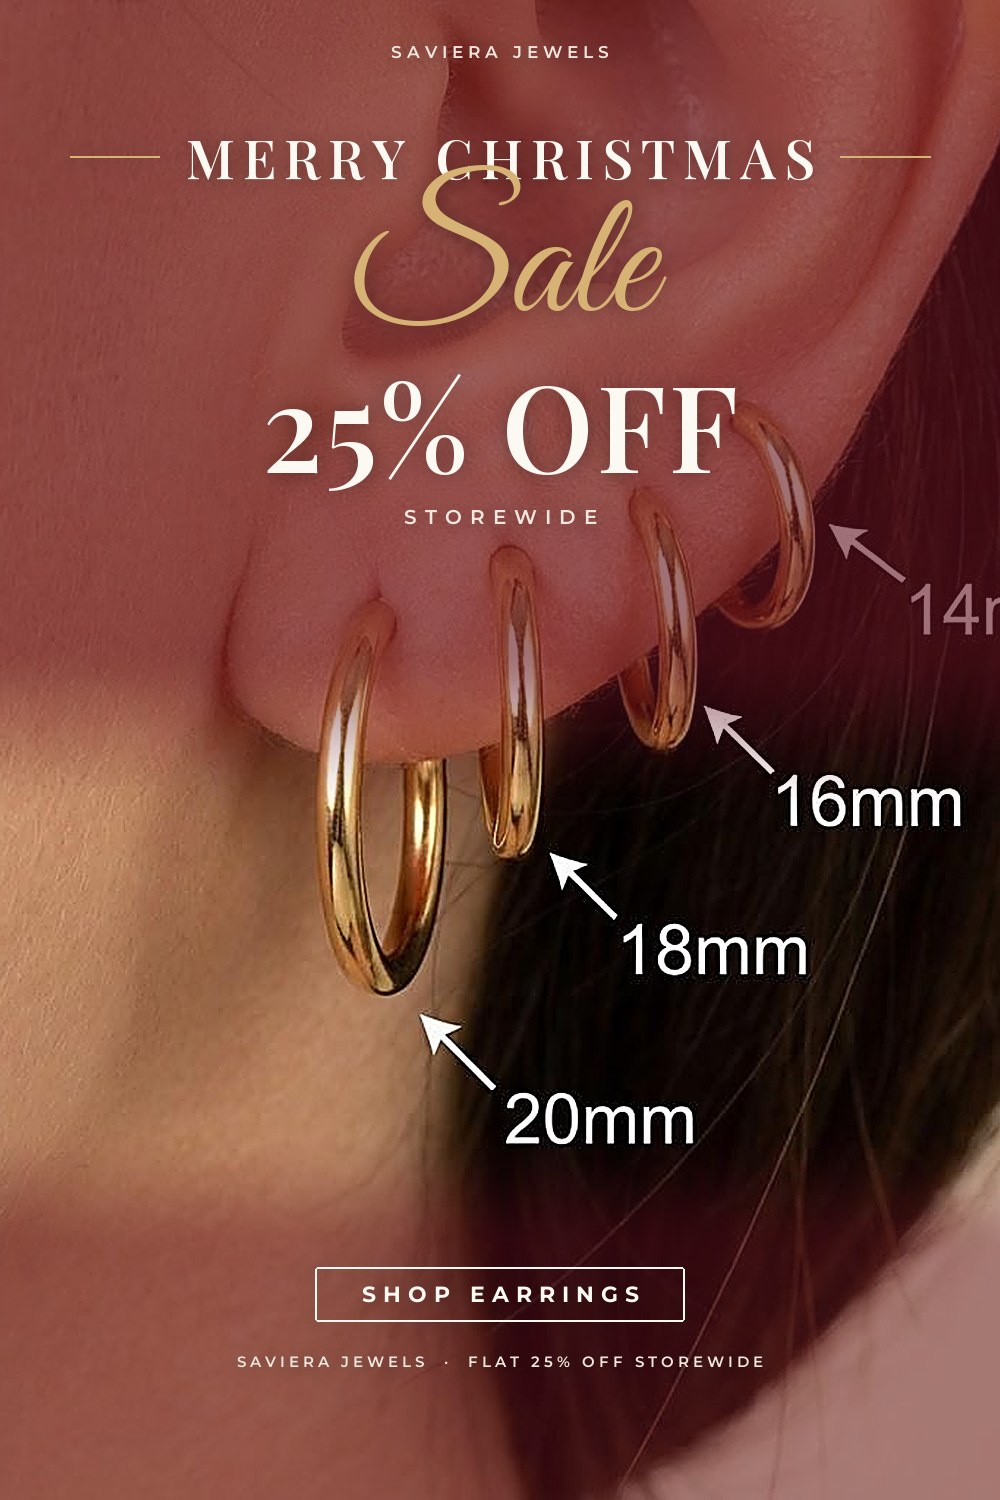 SAVIERA JEWELS
MERRY CHRISTMAS
Sale
25% OFF
STOREWIDE
16mm
18mm
20mm
SHOP EARRINGS
SAVIERA JEWELS · FLAT 25% OFF STOREWIDE